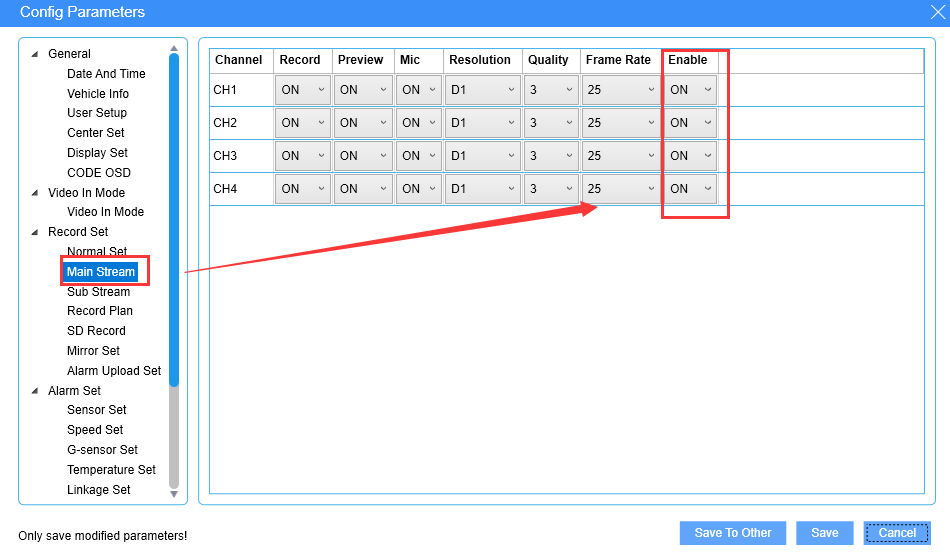 Config Parameters
General
Date And Time
Vehicle Info
User Setup
Center Set
Display Set
CODE OSD
Video In Mode
Video In Mode
Record Set
Normal Set
Main Stream
Sub Stream
Record Plan
SD Record
Mirror Set
Alarm Upload Set
Alarm Set
Sensor Set
Speed Set
G-sensor Set
Temperature Set
Linkage Set
Channel Record Preview Mic Resolution Quality Frame Rate Enable
CH1 ON ON ON D1 3 25 ON
CH2 ON ON ON D1 3 25 ON
CH3 ON ON ON D1 3 25 ON
CH4 ON ON ON D1 3 25 ON
Only save modified parameters!
Save To Other Save Cancel